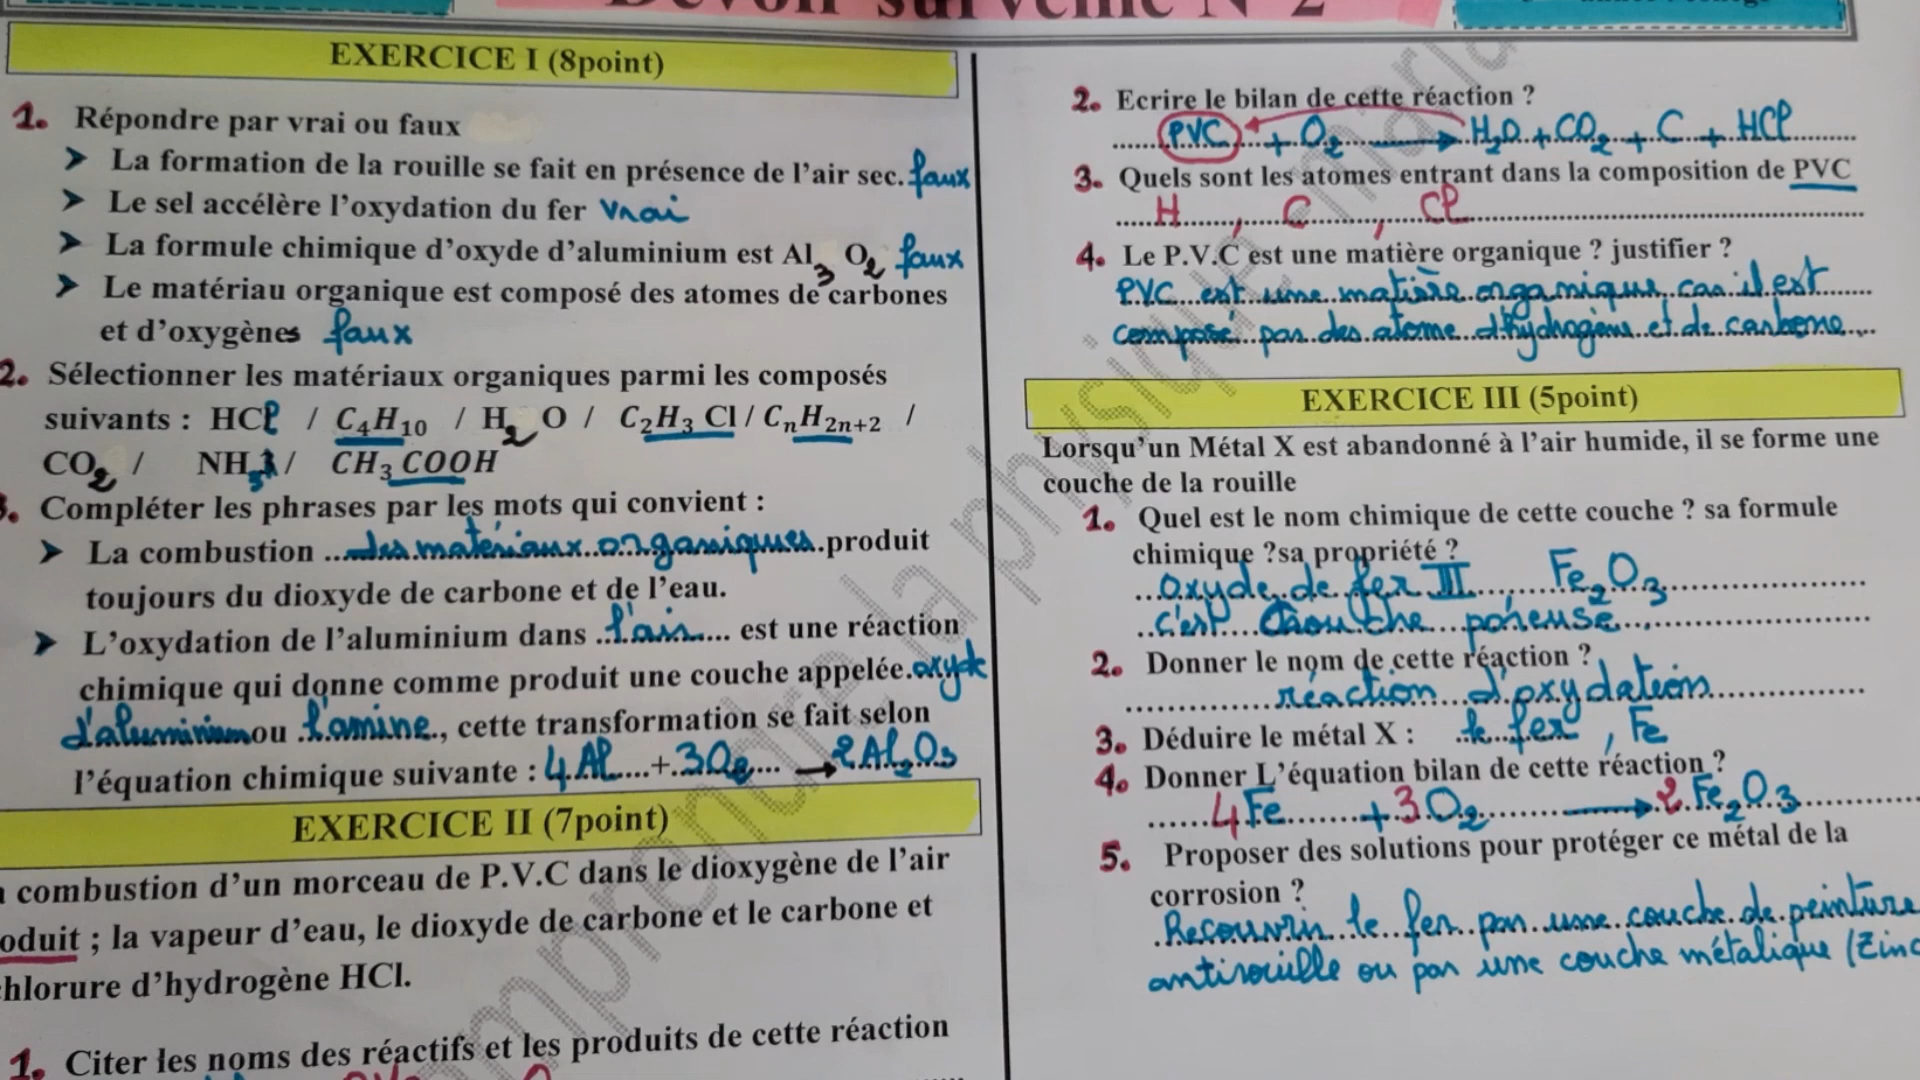 Devoir surveillé N°2
EXERCICE I (8point)
1. Répondre par vrai ou faux
➤ La formation de la rouille se fait en présence de l'air sec. faux
➤ Le sel accélère l'oxydation du fer vrai
➤ La formule chimique d'oxyde d'aluminium est Al3 O2 faux
➤ Le matériau organique est composé des atomes de carbones
et d'oxygènes faux
2. Sélectionner les matériaux organiques parmi les composés
suivants : HCl / C4H10 / H2O / C2H3 Cl / CnH2n+2 /
CO2 / NH3 / CH3 COOH
3. Compléter les phrases par les mots qui convient :
➤ La combustion ...des matériaux organiques.produit
toujours du dioxyde de carbone et de l'eau.
➤ L'oxydation de l'aluminium dans ..l'air.... est une réaction
chimique qui donne comme produit une couche appelée.oxyde
d'aluminium ou .l'amine., cette transformation se fait selon
l'équation chimique suivante : 4Al....+.3O2.... → 2Al2O3
EXERCICE II (7point)
combustion d'un morceau de P.V.C dans le dioxygène de l'air
oduit ; la vapeur d'eau, le dioxyde de carbone et le carbone et
hlorure d'hydrogène HCl.
1. Citer les noms des réactifs et les produits de cette réaction
2. Ecrire le bilan de cette réaction ?
PVC + O2 → H2O + CO2 + C + HCl
3. Quels sont les atomes entrant dans la composition de PVC
H , C , Cl
4. Le P.V.C est une matière organique ? justifier ?
PVC est une matière organique car il est
composé par des atome d'hydrogène et de carbone
EXERCICE III (5point)
Lorsqu'un Métal X est abandonné à l'air humide, il se forme une
couche de la rouille
1. Quel est le nom chimique de cette couche ? sa formule
chimique ?sa propriété ?
oxyde de fer III Fe2O3
c'est couche poreuse
2. Donner le nom de cette réaction ?
réaction d'oxydation
3. Déduire le métal X : le fer , Fe
4. Donner L'équation bilan de cette réaction ?
4Fe + 3O2 → 2Fe2O3
5. Proposer des solutions pour protéger ce métal de la
corrosion ?
Recouvrir le fer par une couche de peinture
antirouille ou par une couche métalique (Zinc
comprendre la phisique